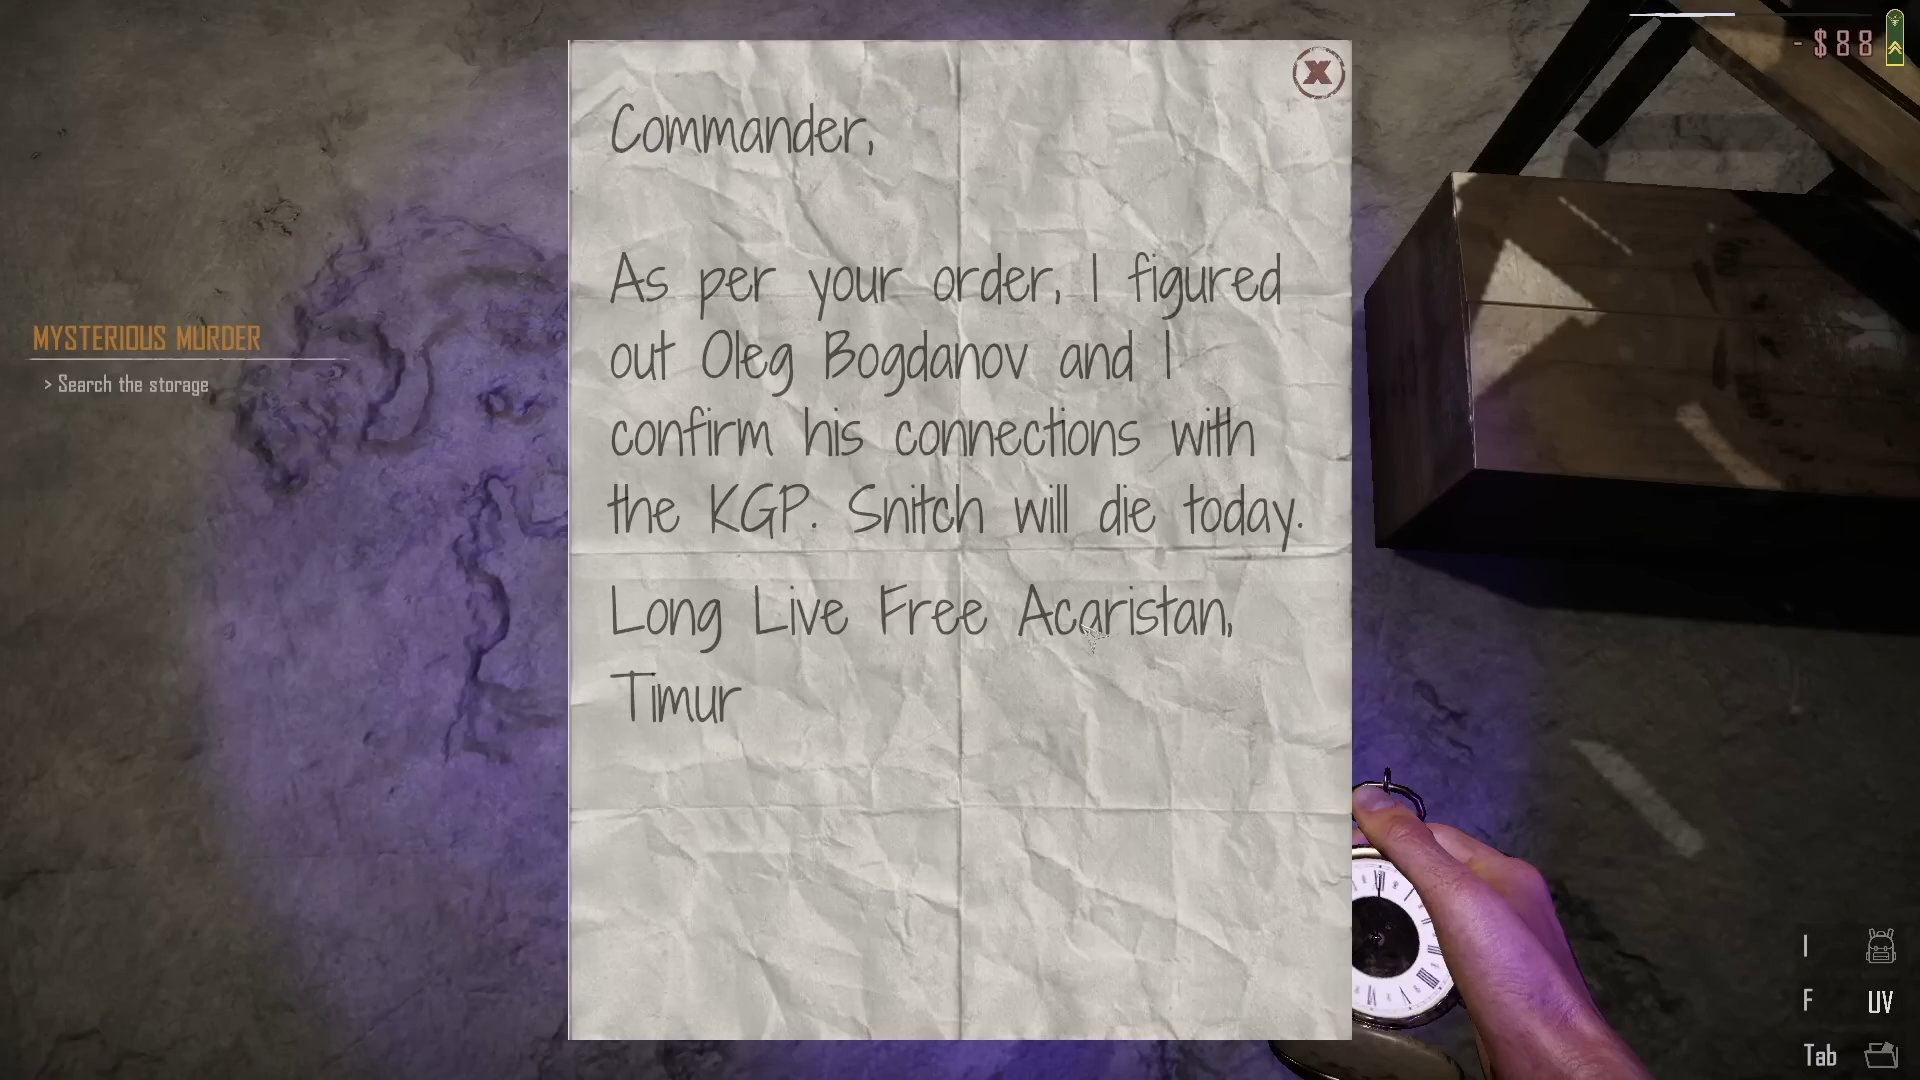 -$88
Commander,
As per your order, I figured
out Oleg Bogdanov and I
confirm his connections with
the KGP. Snitch will die today.
Long Live Free Acaristan,
Timur
MYSTERIOUS MURDER
> Search the storage
X
I
F UV
Tab